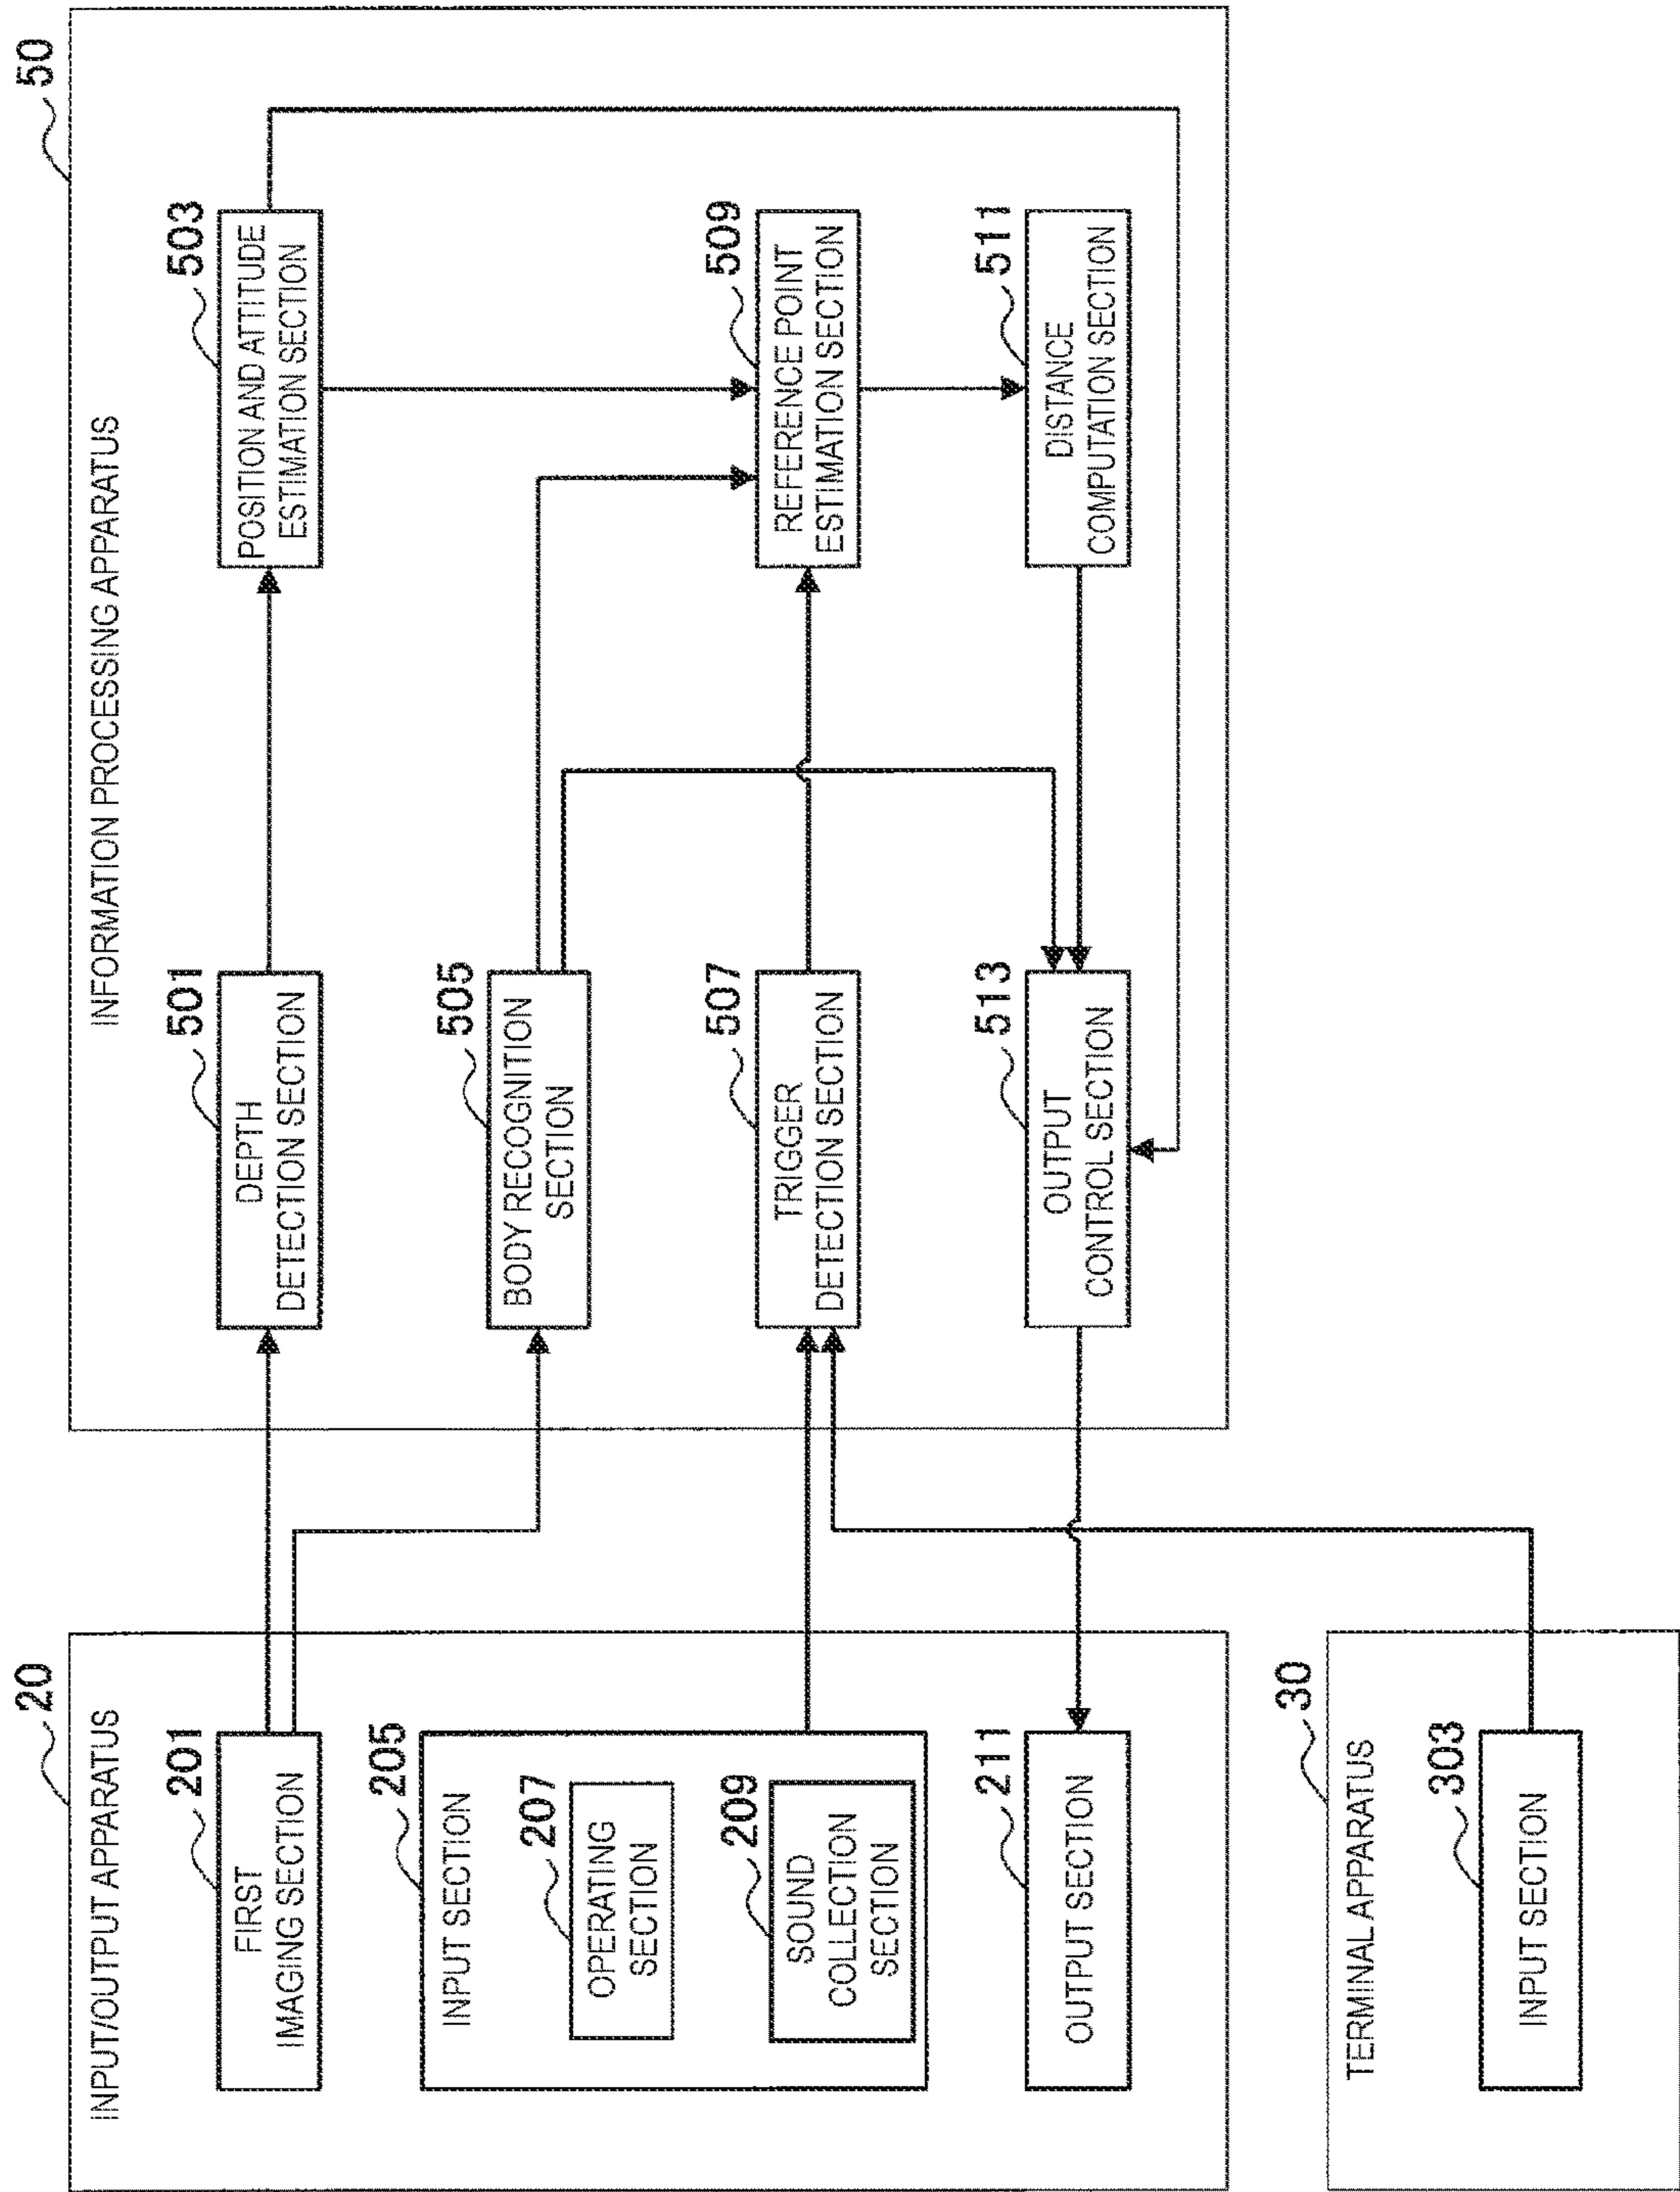 20
INPUT/OUTPUT APPARATUS
201
FIRST
IMAGING SECTION
205
INPUT SECTION
207
OPERATING
SECTION
209
SOUND
COLLECTION
SECTION
211
OUTPUT SECTION
30
TERMINAL APPARATUS
303
INPUT SECTION
50
INFORMATION PROCESSING APPARATUS
501
DEPTH
DETECTION SECTION
503
POSITION AND ATTITUDE
ESTIMATION SECTION
505
BODY RECOGNITION
SECTION
507
TRIGGER
DETECTION SECTION
509
REFERENCE POINT
ESTIMATION SECTION
513
OUTPUT
CONTROL SECTION
511
DISTANCE
COMPUTATION SECTION